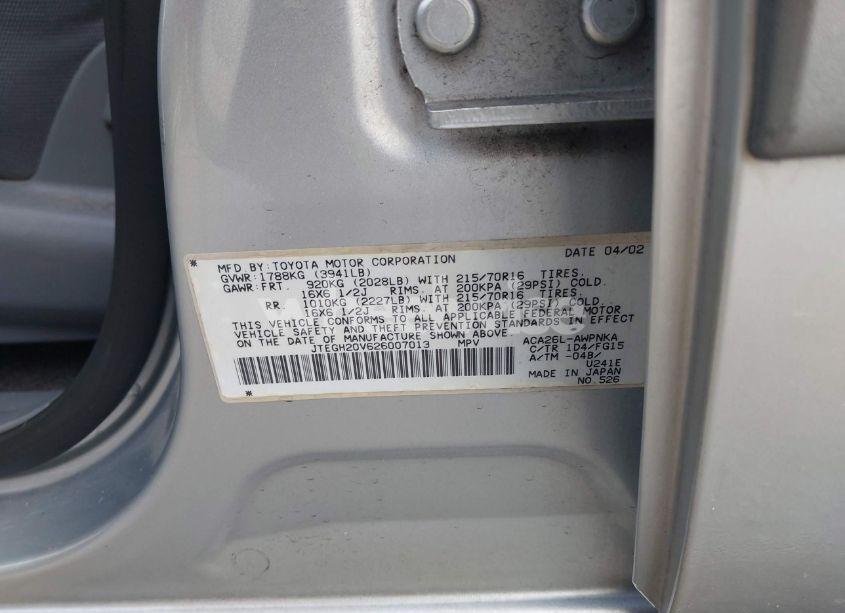 MFD BY: TOYOTA MOTOR CORPORATION DATE 04/02
GVWR: 1788KG (3941LB)
GAWR: FRT. 920KG (2028LB) WITH 215/70R16 TIRES.
16X6 1/2J RIMS. AT 200KPA (29PSI) COLD.
RR 1010KG (2227LB) WITH 215/70R16 TIRES.
16X6 1/2J RIMS. AT 200KPA (29PSI) COLD.
THIS VEHICLE CONFORMS TO ALL APPLICABLE FEDERAL MOTOR
VEHICLE SAFETY AND THEFT PREVENTION STANDARDS IN EFFECT
ON THE DATE OF MANUFACTURE SHOWN ABOVE.
JTEGH20V626007013 MPV ACA26L-AWPNKA
C/TR 1D4/FG15
A/TM -04B/
U241E
MADE IN JAPAN
NO.526